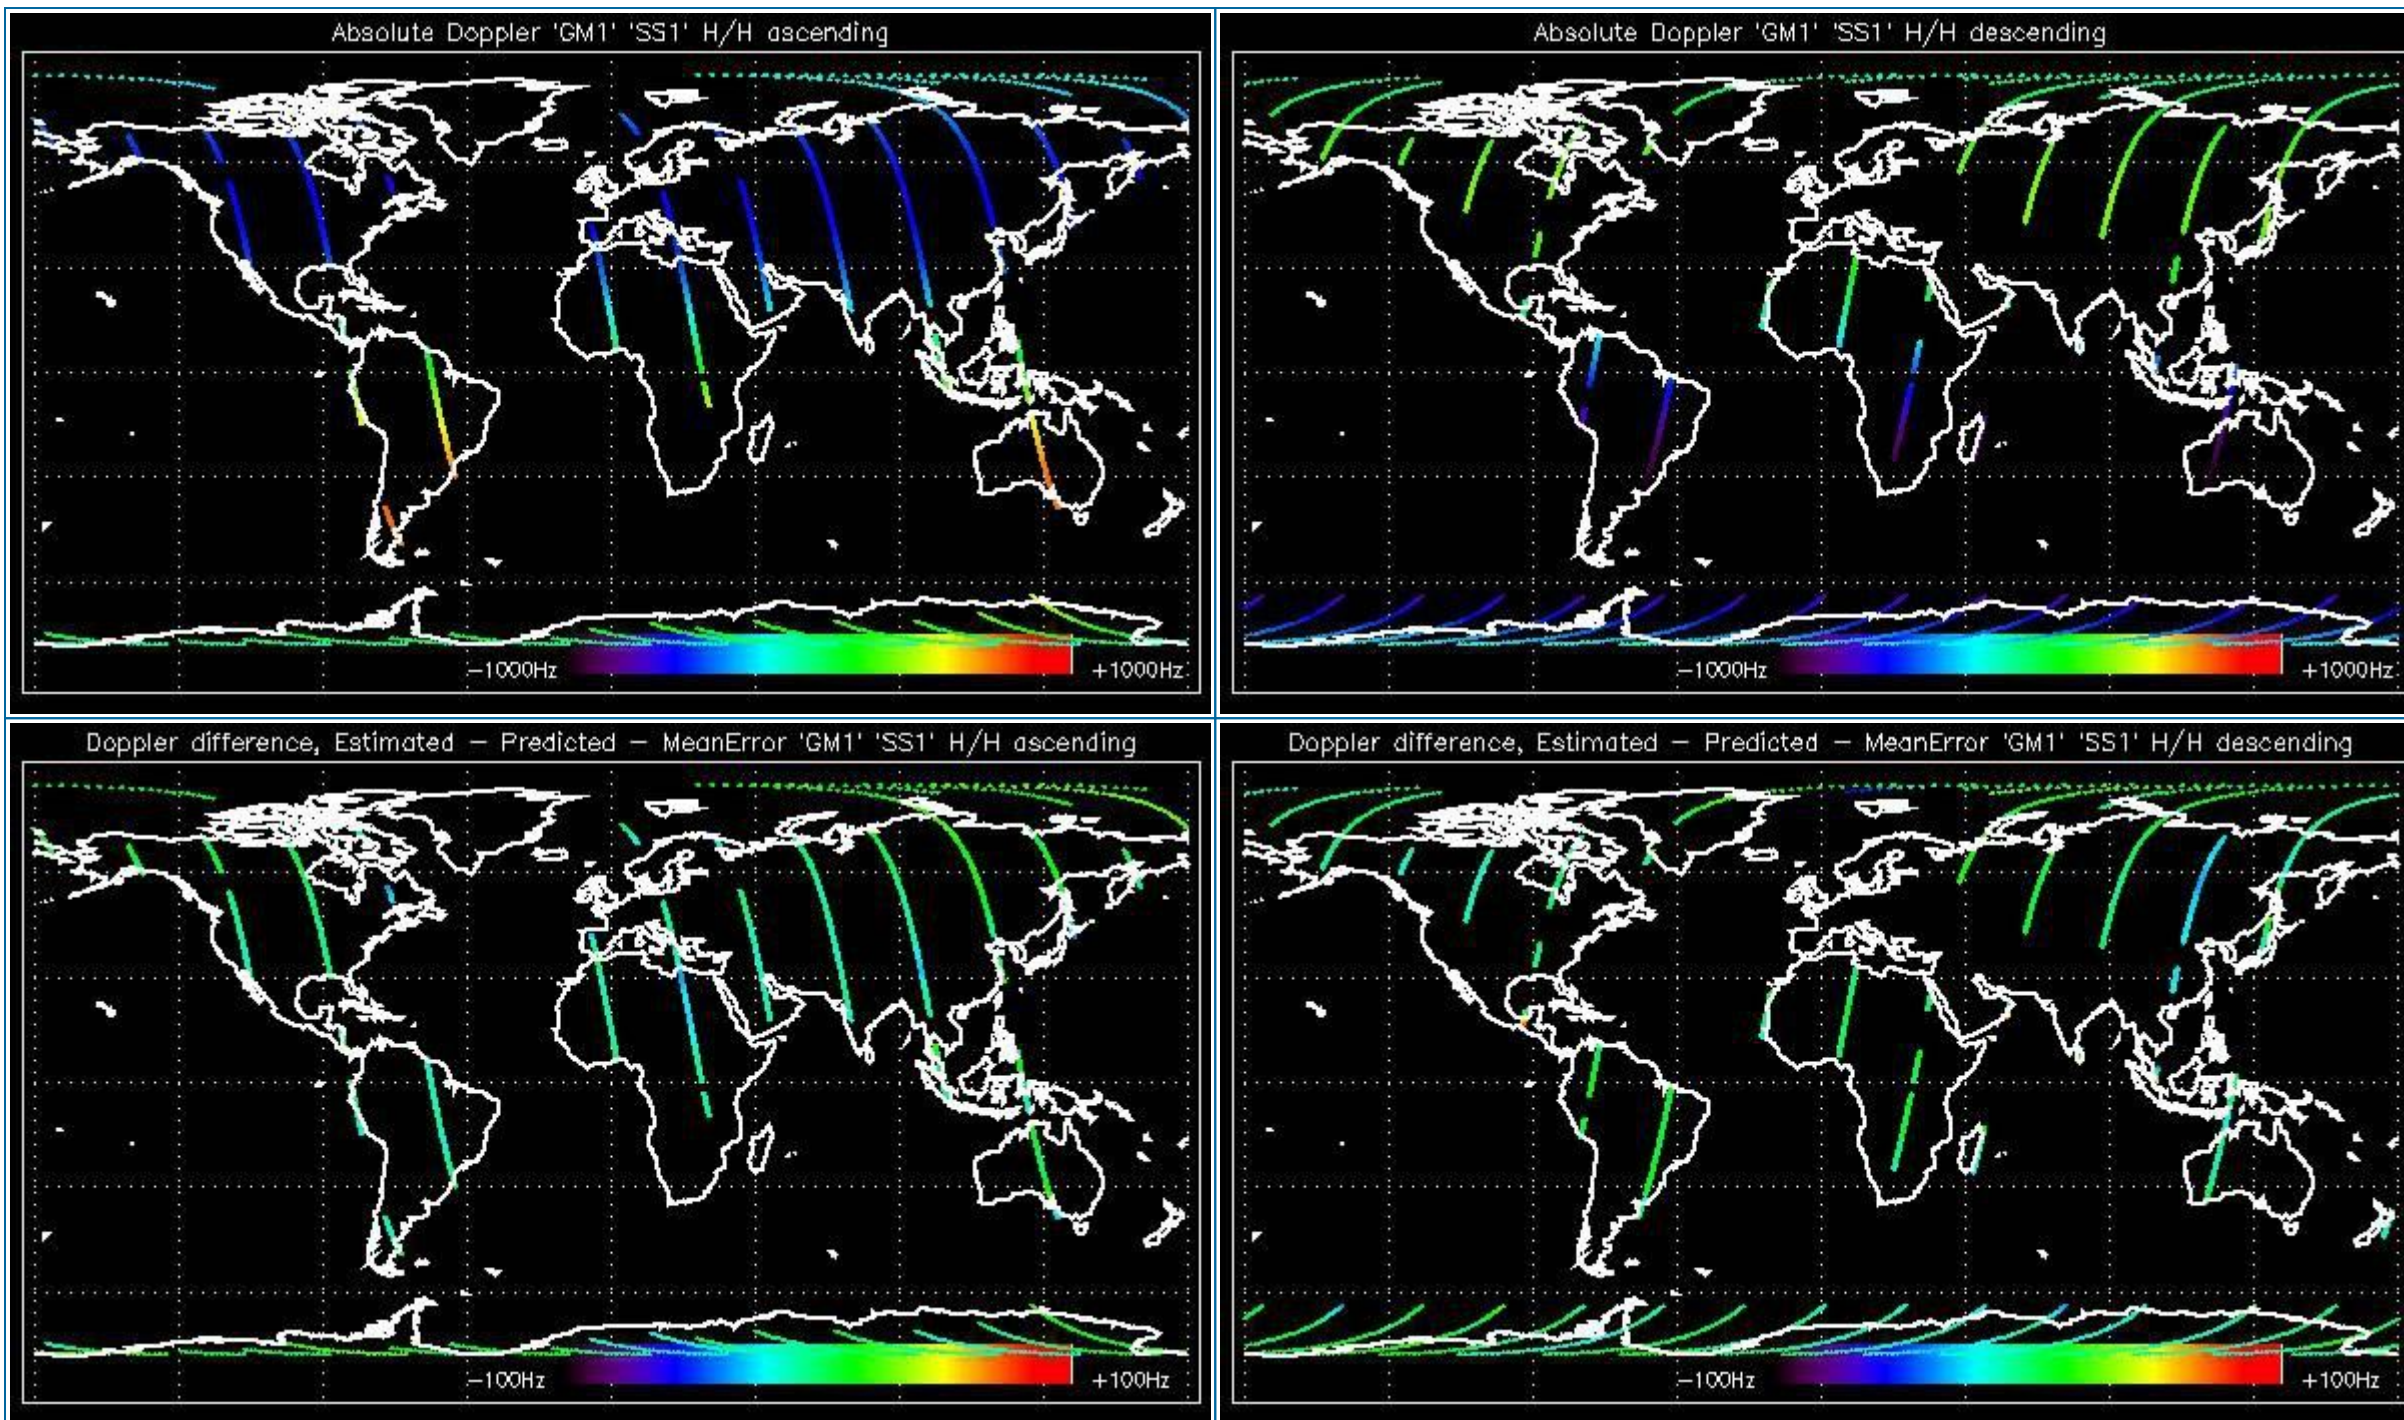 Absolute Doppler 'GM1' 'SS1' H/H ascending
−1000Hz
+1000Hz
Absolute Doppler 'GM1' 'SS1' H/H descending
−1000Hz
+1000Hz
Doppler difference, Estimated − Predicted − MeanError 'GM1' 'SS1' H/H ascending
−100Hz
+100Hz
Doppler difference, Estimated − Predicted − MeanError 'GM1' 'SS1' H/H descending
−100Hz
+100Hz